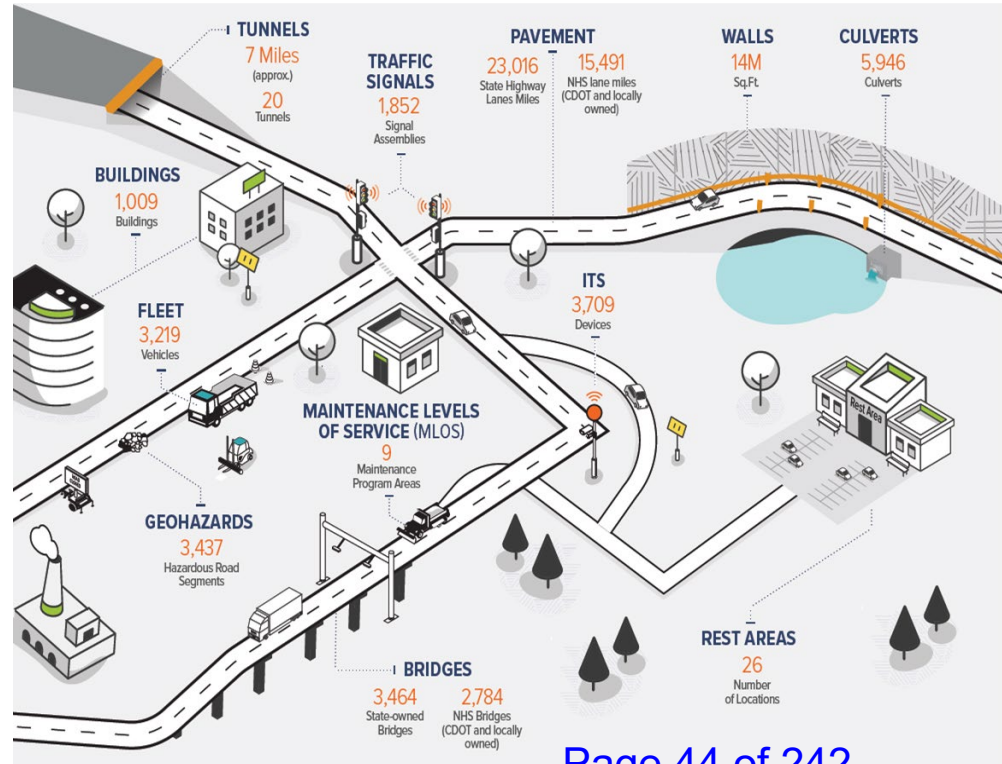 TUNNELS
7 Miles
(approx.)
20
Tunnels
TRAFFIC
SIGNALS
1,852
Signal
Assemblies
PAVEMENT
23,016
State Highway
Lanes Miles
15,491
NHS lane miles
(CDOT and locally
owned)
WALLS
14M
Sq.Ft.
CULVERTS
5,946
Culverts
BUILDINGS
1,009
Buildings
FLEET
3,219
Vehicles
ITS
3,709
Devices
Rest Area
MAINTENANCE LEVELS
OF SERVICE (MLOS)
9
Maintenance
Program Areas
GEOHAZARDS
3,437
Hazardous Road
Segments
BRIDGES
3,464
State-owned
Bridges
2,784
NHS Bridges
(CDOT and locally
owned)
REST AREAS
26
Number
of Locations
Page 44 of 242